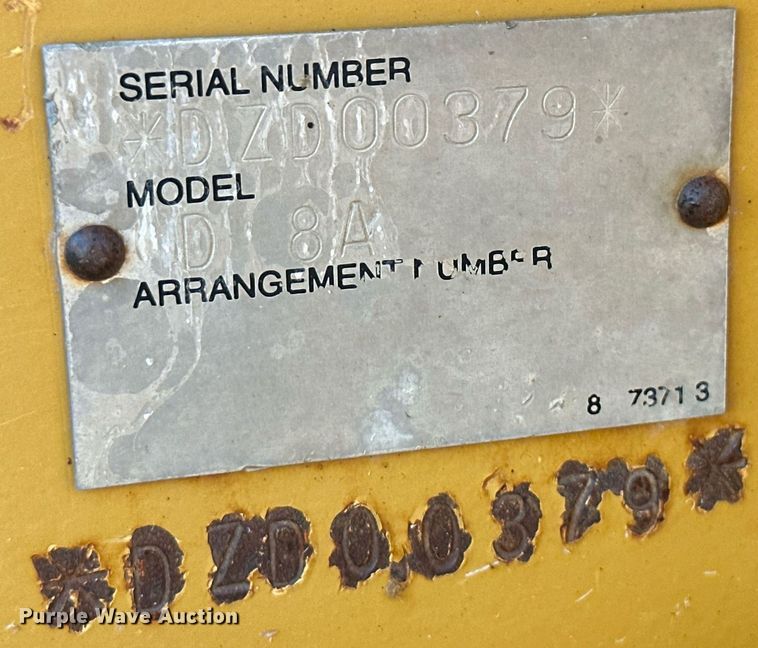 SERIAL NUMBER
*DZD00379*
MODEL
D 8A
ARRANGEMENT NUMBER
8 7371 3
*DZD00379*
Purple Wave Auction